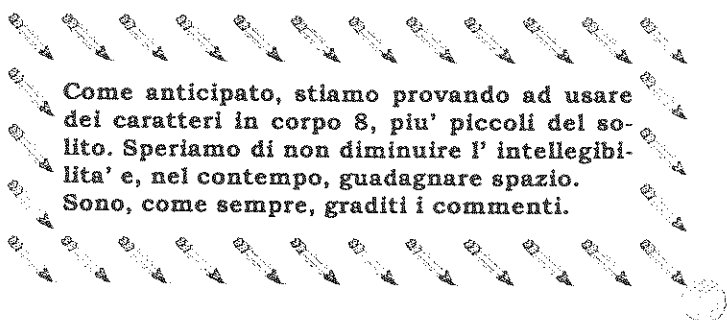 Come anticipato, stiamo provando ad usare
dei caratteri in corpo 8, piu' piccoli del so-
lito. Speriamo di non diminuire l' intellegibi-
lita' e, nel contempo, guadagnare spazio.
Sono, come sempre, graditi i commenti.